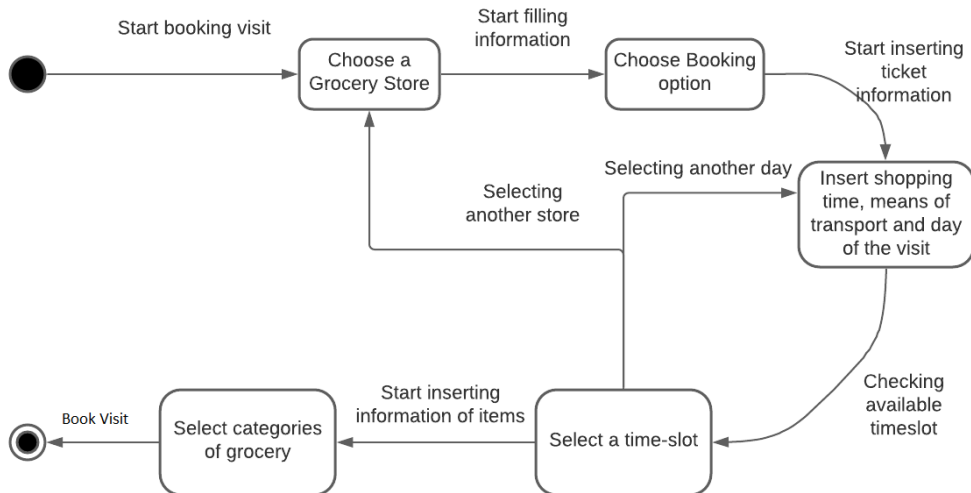 Start booking visit
Choose a
Grocery Store
Start filling
information
Choose Booking
option
Start inserting
ticket
information
Insert shopping
time, means of
transport and day
of the visit
Selecting another day
Selecting
another store
Checking
available
timeslot
Select a time-slot
Start inserting
information of items
Select categories
of grocery
Book Visit